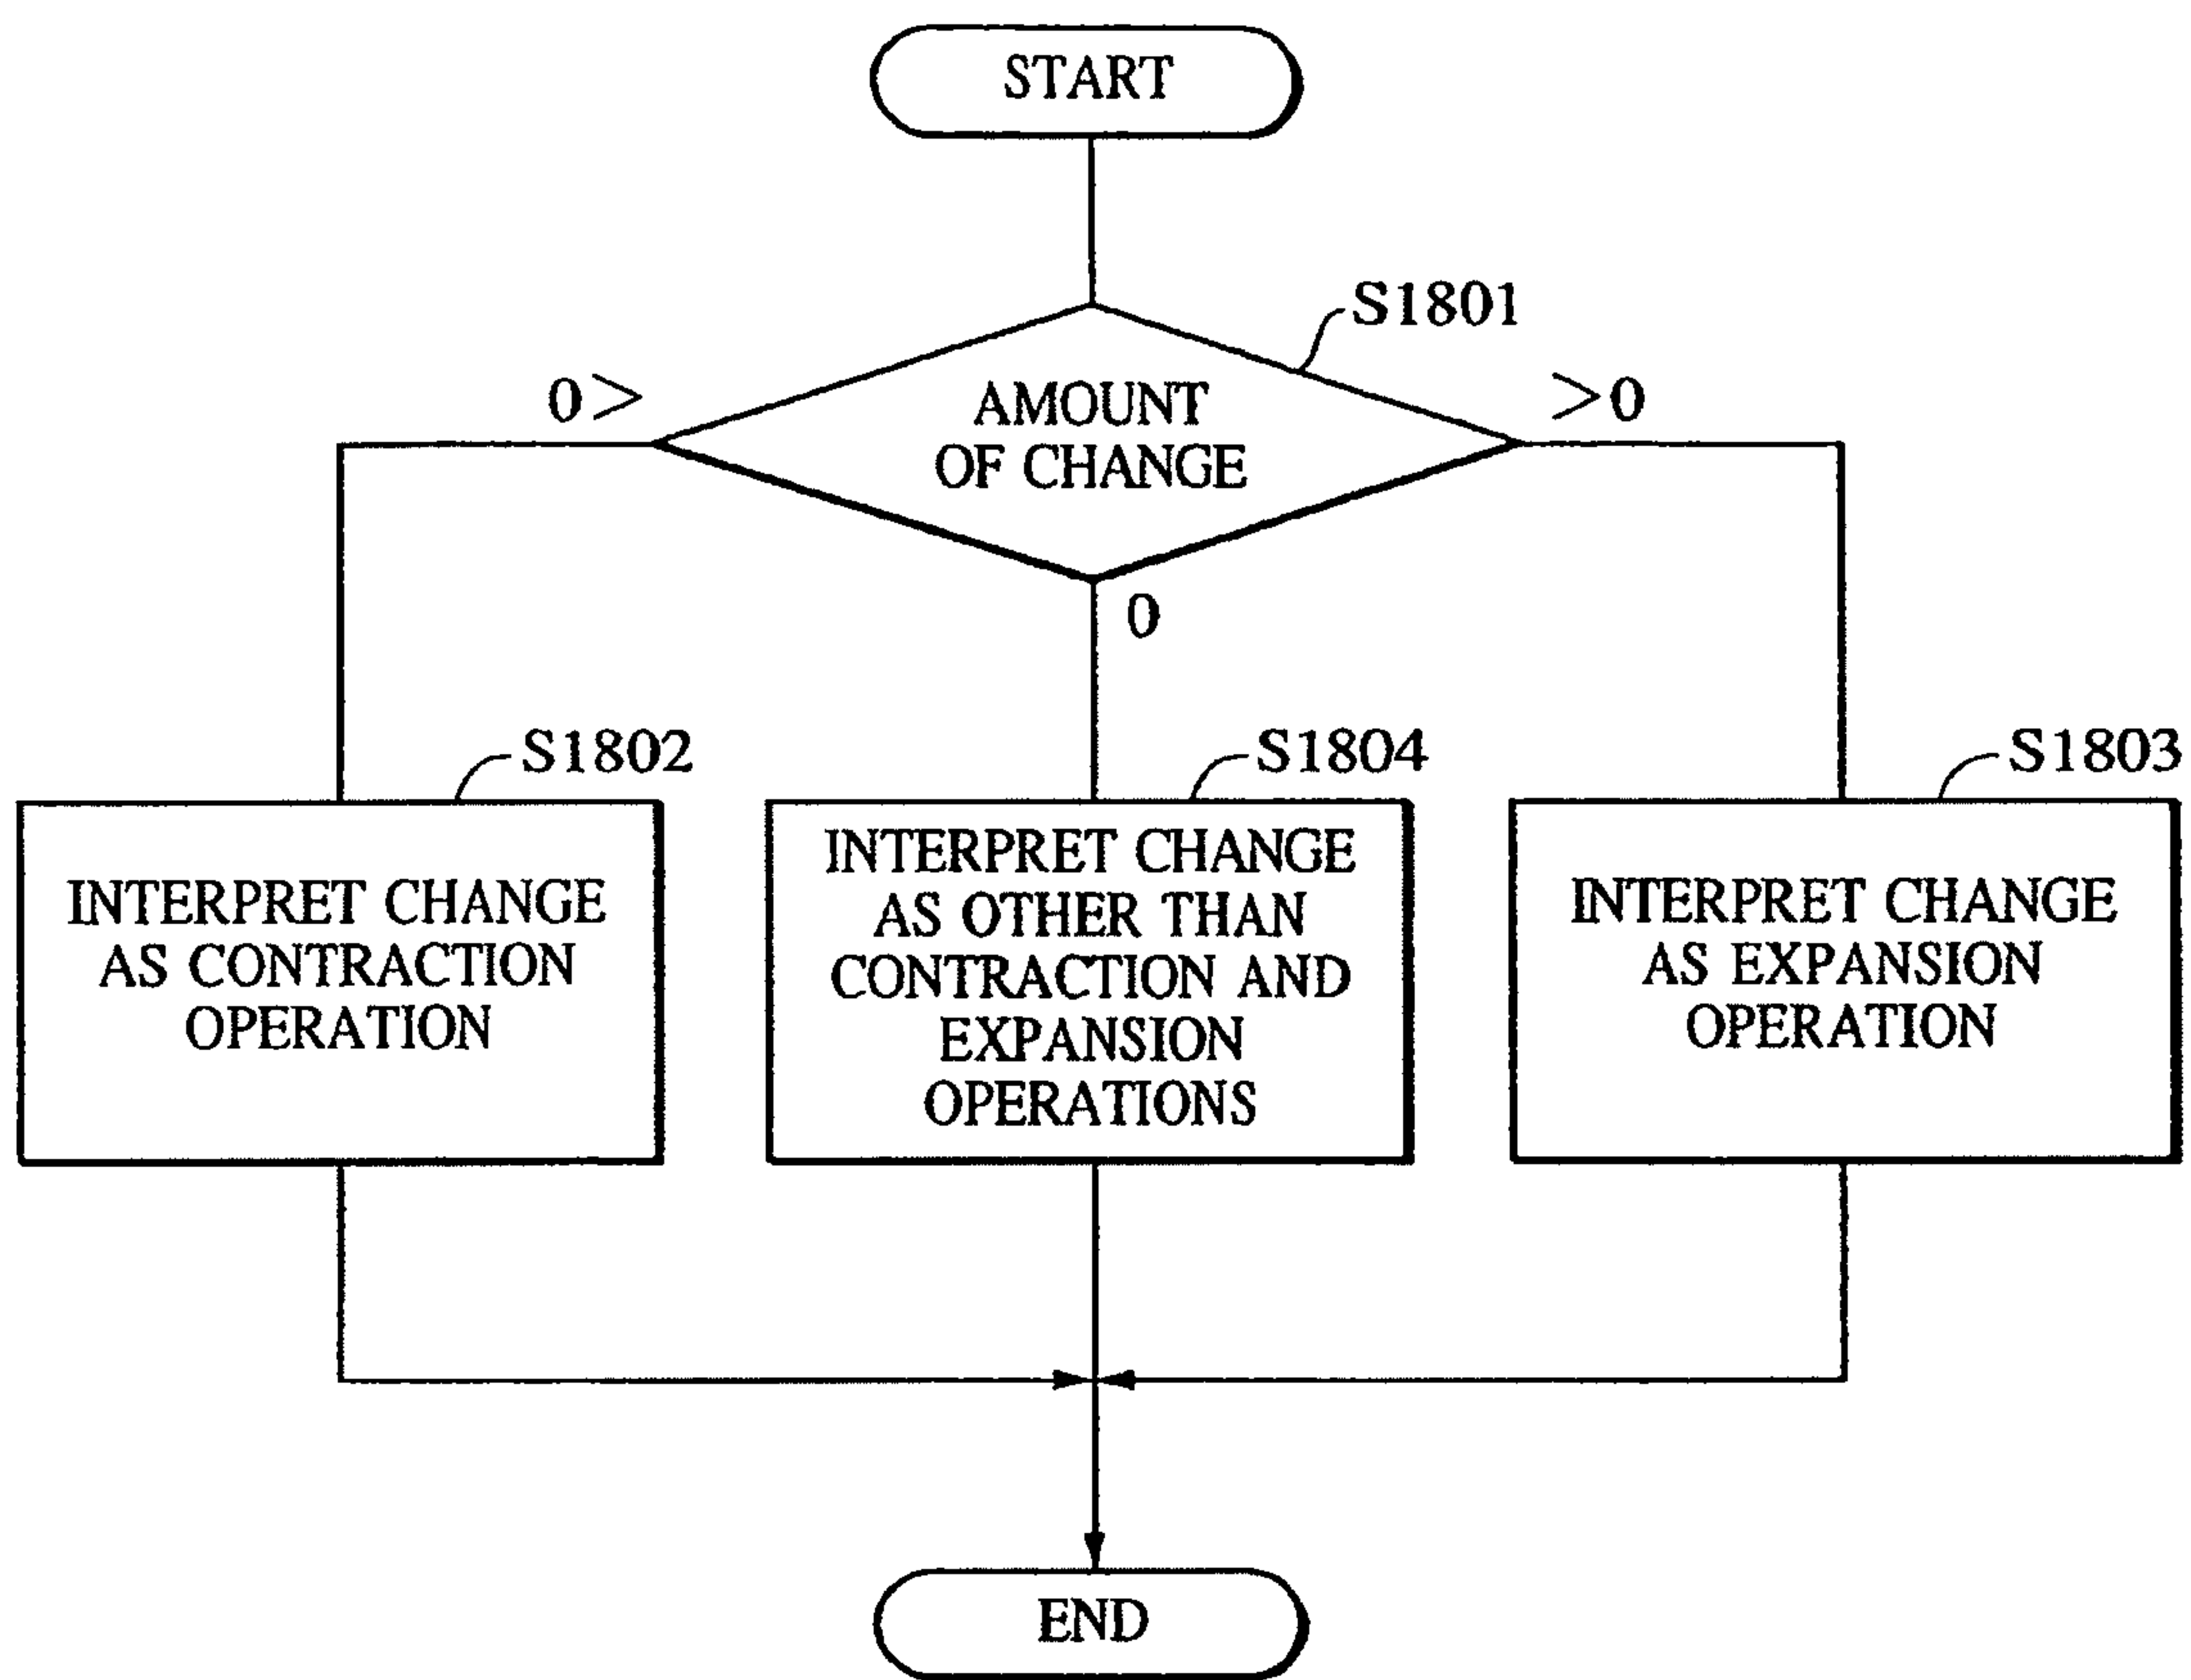 START
S1801
0>
AMOUNT
OF CHANGE
>0
0
S1802
INTERPRET CHANGE
AS CONTRACTION
OPERATION
S1804
INTERPRET CHANGE
AS OTHER THAN
CONTRACTION AND
EXPANSION
OPERATIONS
S1803
INTERPRET CHANGE
AS EXPANSION
OPERATION
END